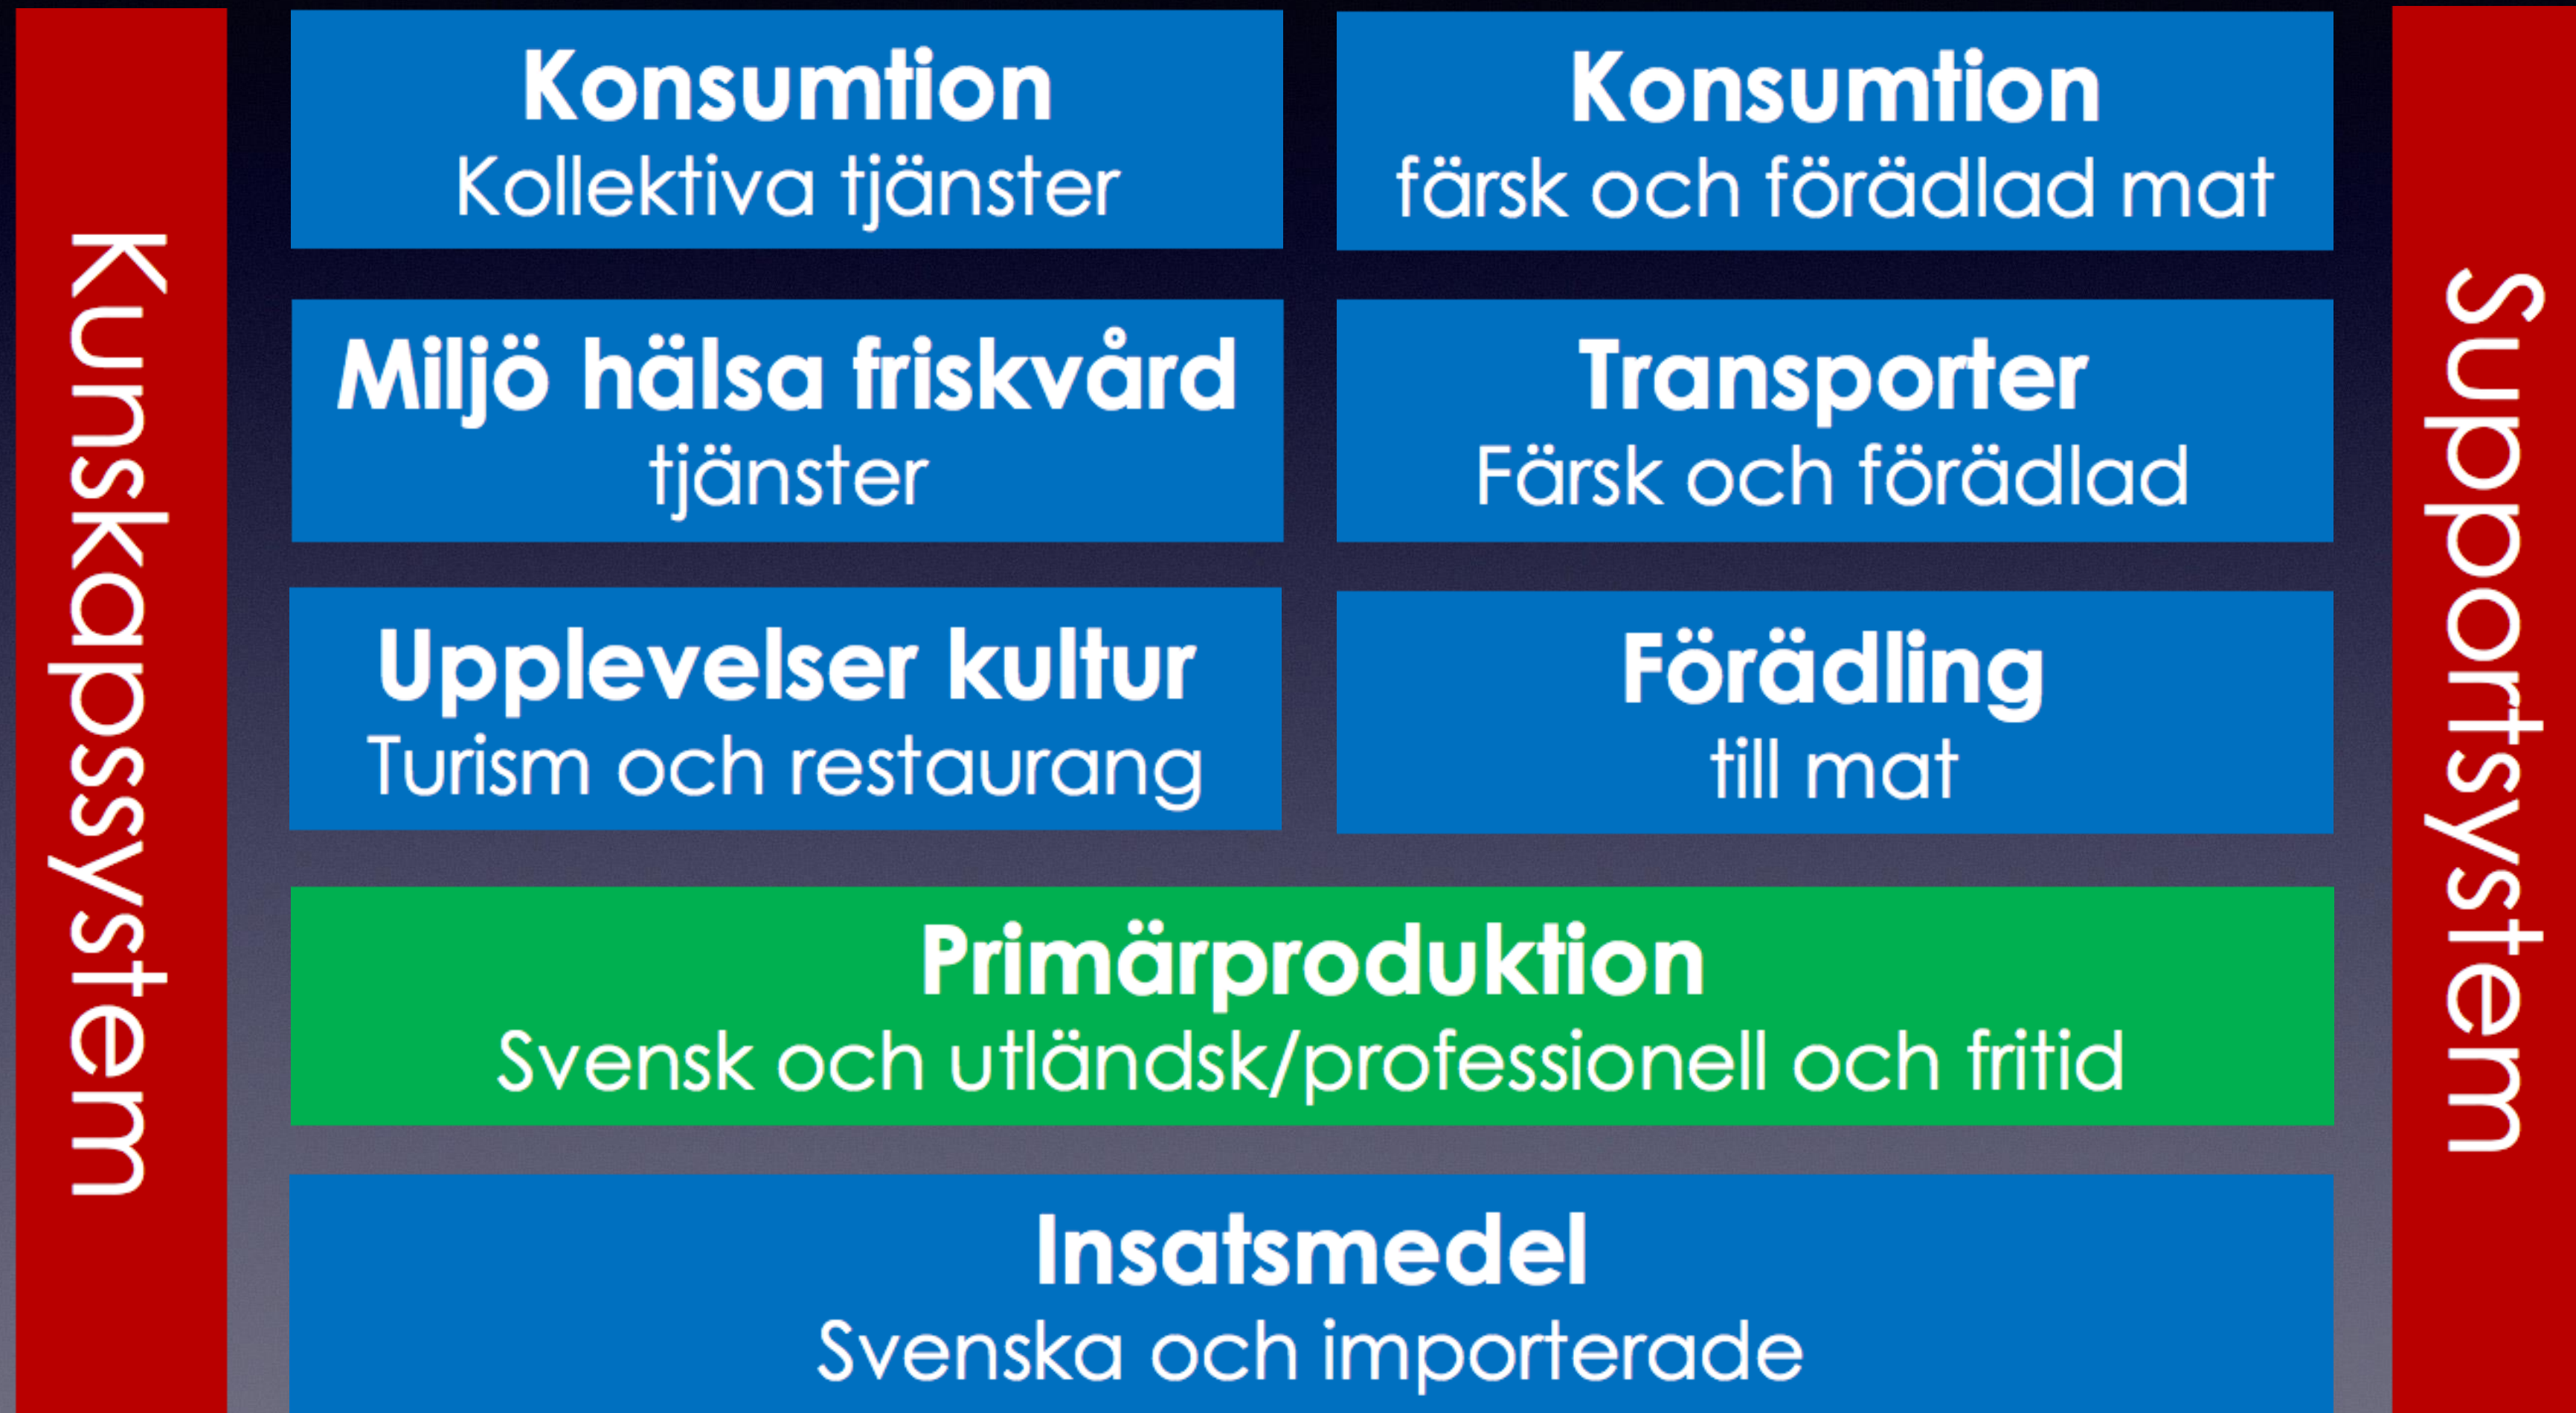 Kunskapssystem
Konsumtion
Kollektiva tjänster
Konsumtion
färsk och förädlad mat
Miljö hälsa friskvård
tjänster
Transporter
Färsk och förädlad
Upplevelser kultur
Turism och restaurang
Förädling
till mat
Primärproduktion
Svensk och utländsk/professionell och fritid
Insatsmedel
Svenska och importerade
Supportsystem